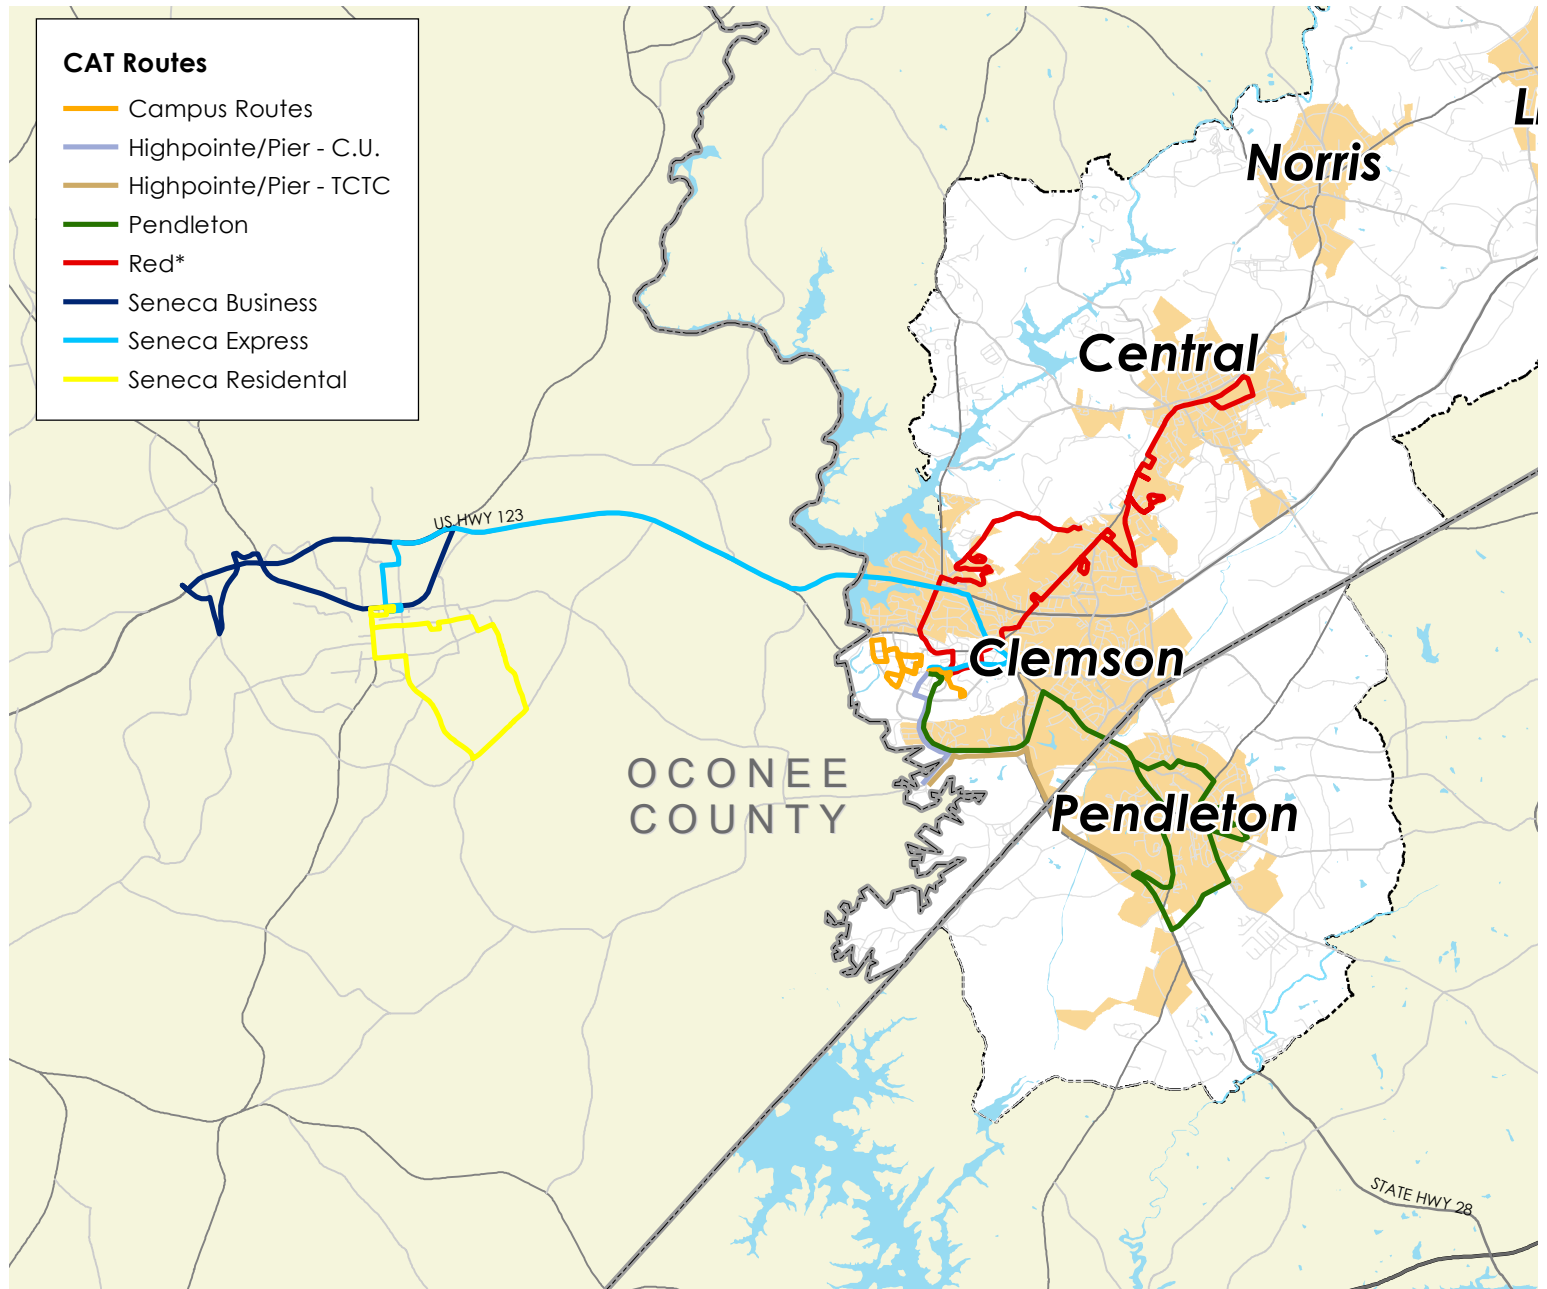 CAT Routes
Campus Routes
Highpointe/Pier - C.U.
Highpointe/Pier - TCTC
Pendleton
Red*
Seneca Business
Seneca Express
Seneca Residental
Norris
Central
US HWY 123
Clemson
OCONEE
COUNTY
Pendleton
STATE HWY 28